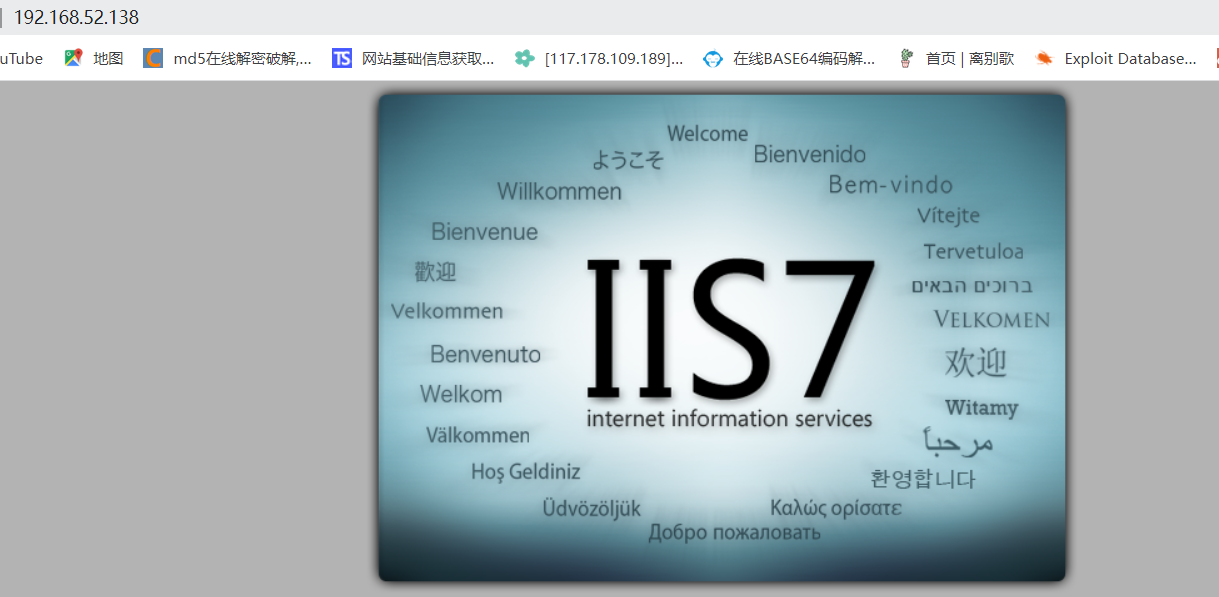 192.168.52.138
uTube 地图 md5在线解密破解,... TS 网站基础信息获取... [117.178.109.189]... 在线BASE64编码解... 首页 | 离别歌 Exploit Database...
Welcome
ようこそ
Bienvenido
Willkommen
Bem-vindo
Vítejte
Bienvenue
Tervetuloa
歡迎
ברוכים הבאים
Velkommen
VELKOMEN
Benvenuto
欢迎
Welkom
Witamy
Välkommen
مرحباً
Hoş Geldiniz
환영합니다
Üdvözöljük
Καλώς ορίσατε
Добро пожаловать
IIS7
internet information services